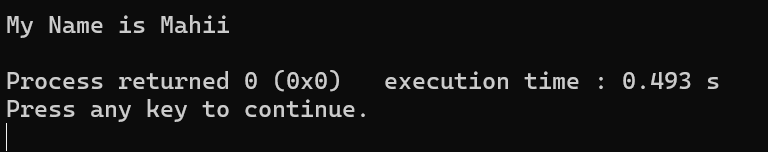 My Name is Mahii
Process returned 0 (0x0)   execution time : 0.493 s
Press any key to continue.